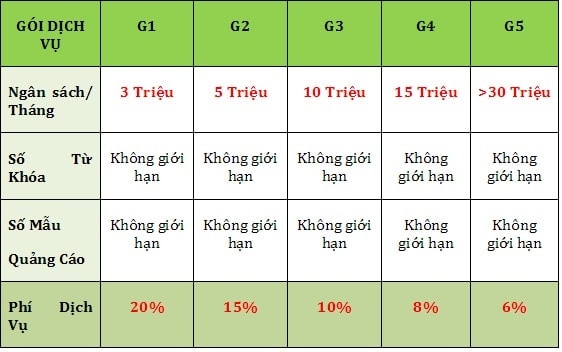 GÓI DỊCH VỤ G1 G2 G3 G4 G5
Ngân sách/ Tháng 3 Triệu 5 Triệu 10 Triệu 15 Triệu >30 Triệu
Số Từ Khóa Không giới hạn Không giới hạn Không giới hạn Không giới hạn Không giới hạn
Số Mẫu Quảng Cáo Không giới hạn Không giới hạn Không giới hạn Không giới hạn Không giới hạn
Phí Dịch Vụ 20% 15% 10% 8% 6%